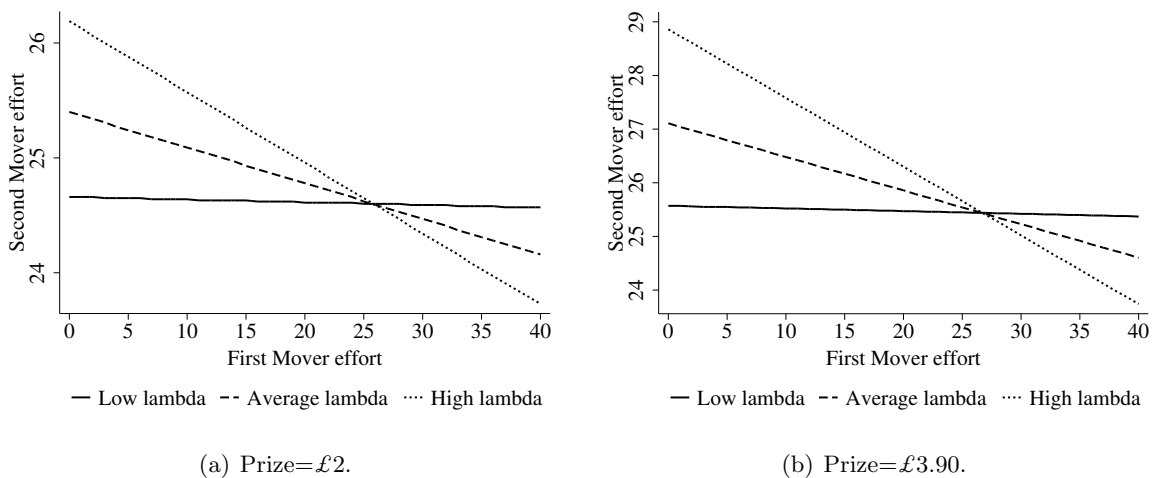 26
25
24
Second Mover effort
0 5 10 15 20 25 30 35 40
First Mover effort
Low lambda Average lambda High lambda
(a) Prize=£2.
29
28
27
26
25
24
Second Mover effort
0 5 10 15 20 25 30 35 40
First Mover effort
Low lambda Average lambda High lambda
(b) Prize=£3.90.